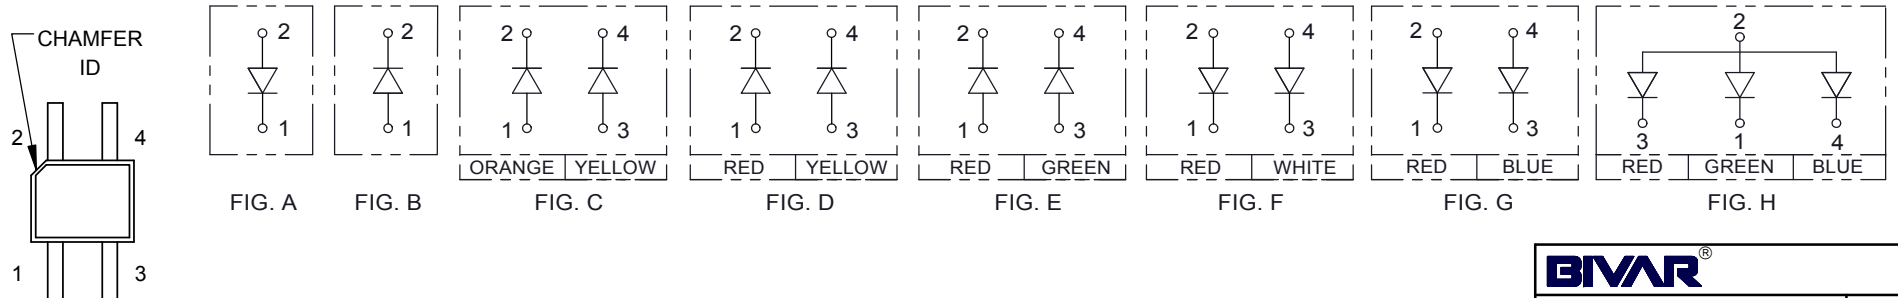 CHAMFER
ID
2 4
1 3
2
1
FIG. A
2
1
FIG. B
2 4
1 3
ORANGE YELLOW
FIG. C
2 4
1 3
RED YELLOW
FIG. D
2 4
1 3
RED GREEN
FIG. E
2 4
1 3
RED WHITE
FIG. F
2 4
1 3
RED BLUE
FIG. G
2
3 1 4
RED GREEN BLUE
FIG. H
BIVAR®